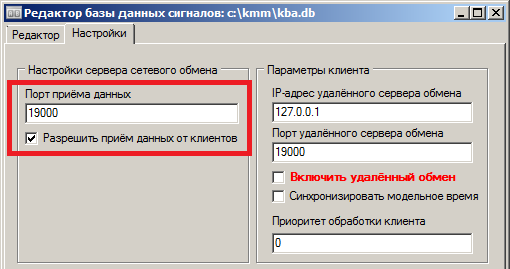 Редактор базы данных сигналов: c:\kmm\kba.db
Редактор
Настройки
Настройки сервера сетевого обмена
Порт приёма данных
19000
Разрешить приём данных от клиентов
Параметры клиента
IP-адрес удалённого сервера обмена
127.0.0.1
Порт удалённого сервера обмена
19000
Включить удалённый обмен
Синхронизировать модельное время
Приоритет обработки клиента
0